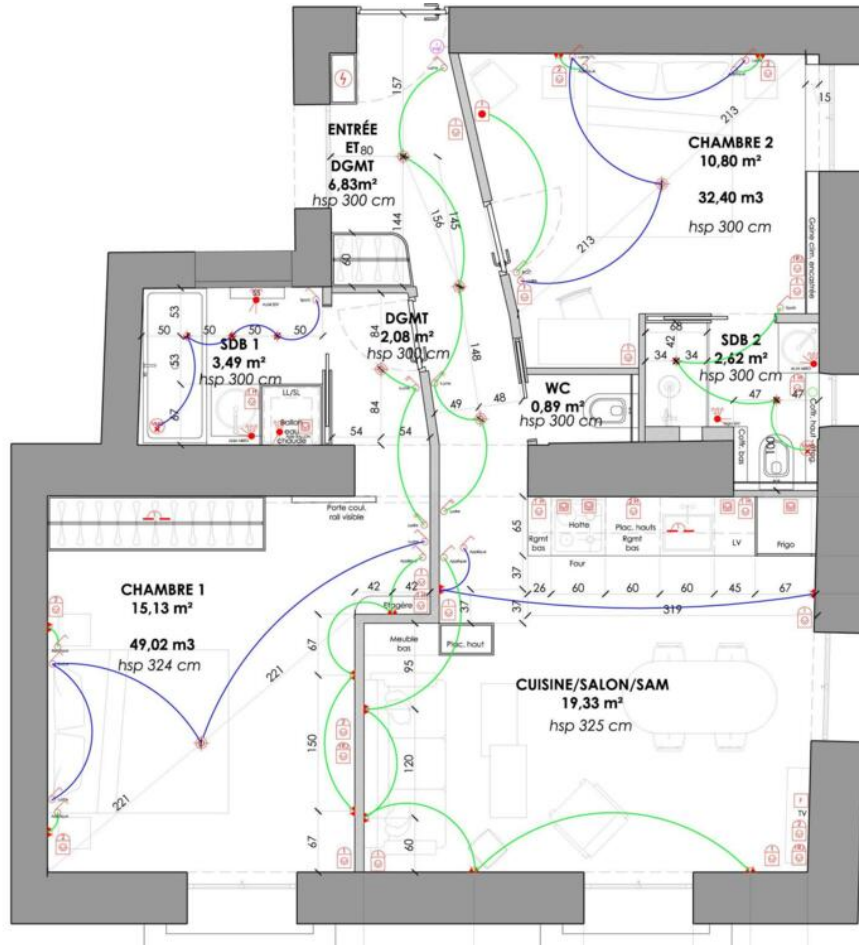 157
15
213
CHAMBRE 2
10,80 m²
32,40 m3
hsp 300 cm
213
ENTRÉE
ET
DGMT
6,83m²
hsp 300 cm
80
156
145
144
60
Gaine clim. encastrée
53
50
50
50
50
SDB 1
3,49 m²
hsp 300 cm
53
67
LL/SL
Ballon
eau
chaude
84
DGMT
2,08 m²
hsp 300 cm
84
54
54
148
49
48
WC
0,89 m²
hsp 300 cm
68
42
34
34
SDB 2
2,62 m²
hsp 300 cm
47
47
100
Coffr. bas
Porte coul.
rail visible
65
Rgmt
bas
Hotte
Four
Plac. hauts
Rgmt
bas
LV
Frigo
37
26
60
60
60
45
67
37
37
319
CHAMBRE 1
15,13 m²
49,02 m3
hsp 324 cm
42
42
Etagère
67
221
221
150
67
Meuble
bas
Plac. haut
95
120
60
CUISINE/SALON/SAM
19,33 m²
hsp 325 cm
TV